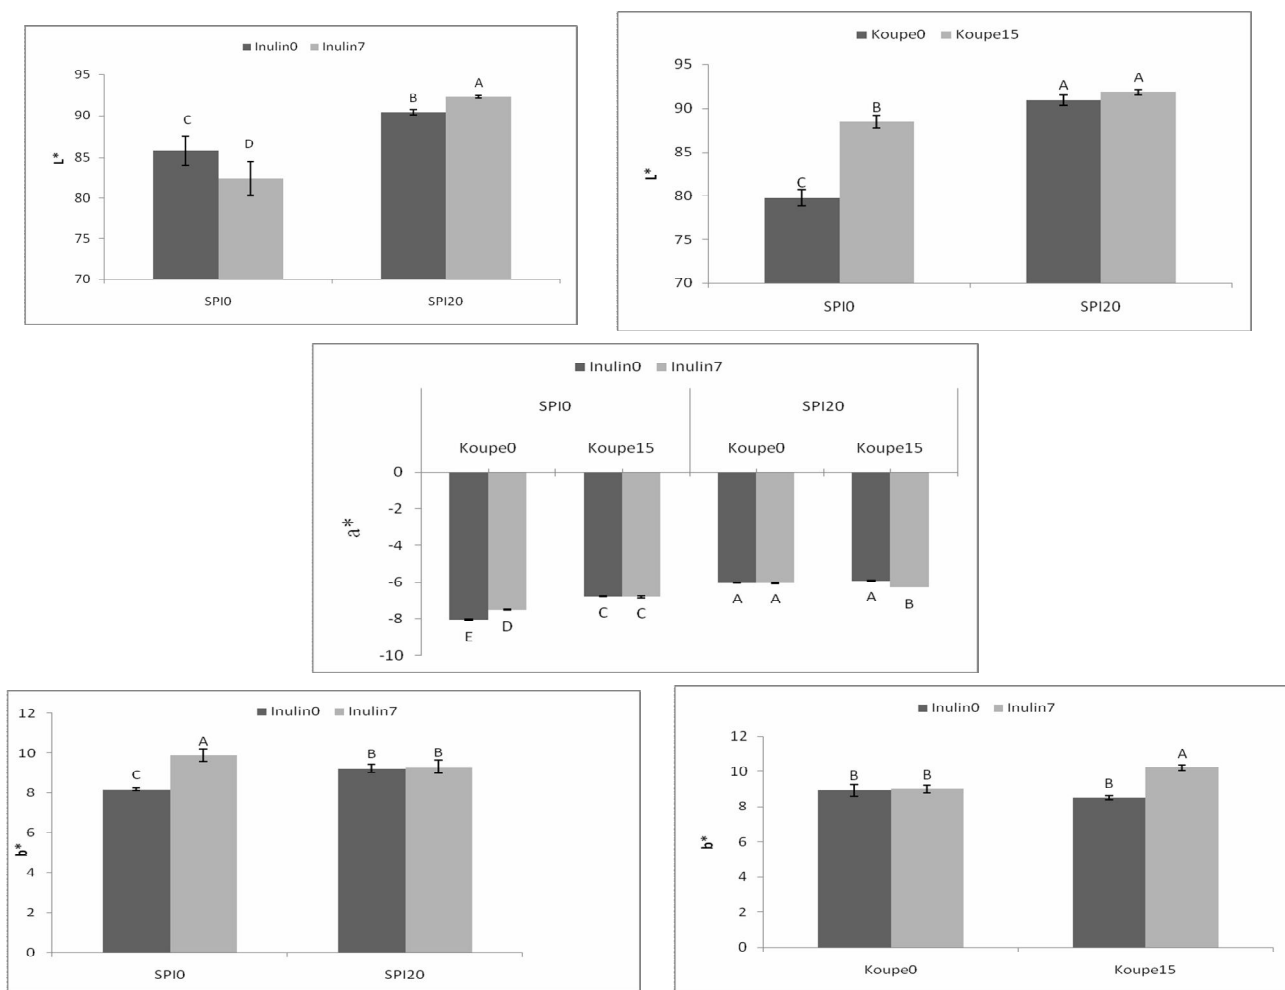 Inulin0 Inulin7
95
90
85
80
75
70
L*
C
D
B
A
SPI0 SPI20
Koupe0 Koupe15
95
90
85
80
75
70
L*
C
B
A
A
SPI0 SPI20
Inulin0 Inulin7
SPI0 SPI20
Koupe0 Koupe15 Koupe0 Koupe15
0
-2
-4
-6
-8
-10
a*
E
D
C
C
A
A
A
B
Inulin0 Inulin7
12
10
8
6
4
2
0
b*
C
A
B
B
SPI0 SPI20
Inulin0 Inulin7
12
10
8
6
4
2
0
b*
B
B
B
A
Koupe0 Koupe15